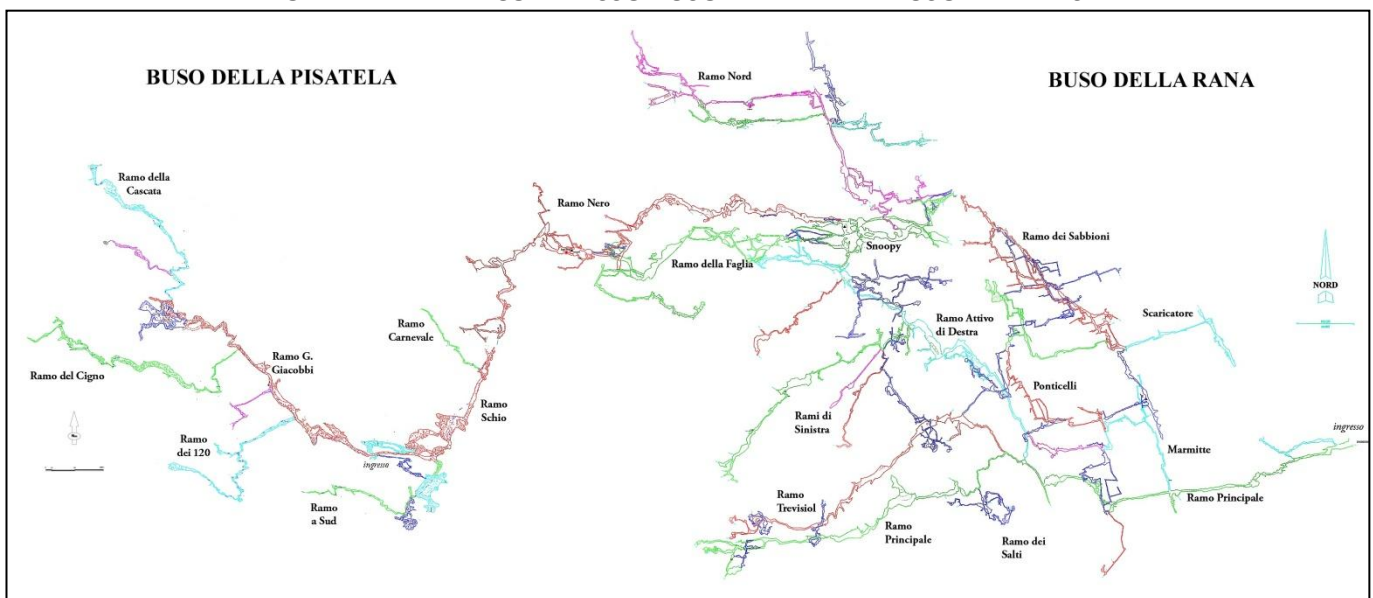 BUSO DELLA PISATELA
BUSO DELLA RANA
Ramo Nord
Ramo della
Cascata
Ramo Nero
Snoopy
Ramo dei Sabbioni
Ramo della Faglia
NORD
Ramo
Carnevale
Ramo Attivo
di Destra
Scaricatore
Ramo G.
Giacobbi
Ramo del Cigno
Ramo
Schio
Ponticelli
Rami di
Sinistra
Ramo
dei 120
ingresso
ingresso
Marmitte
Ramo
a Sud
Ramo
Trevisiol
Ramo Principale
Ramo
Principale
Ramo dei
Salti